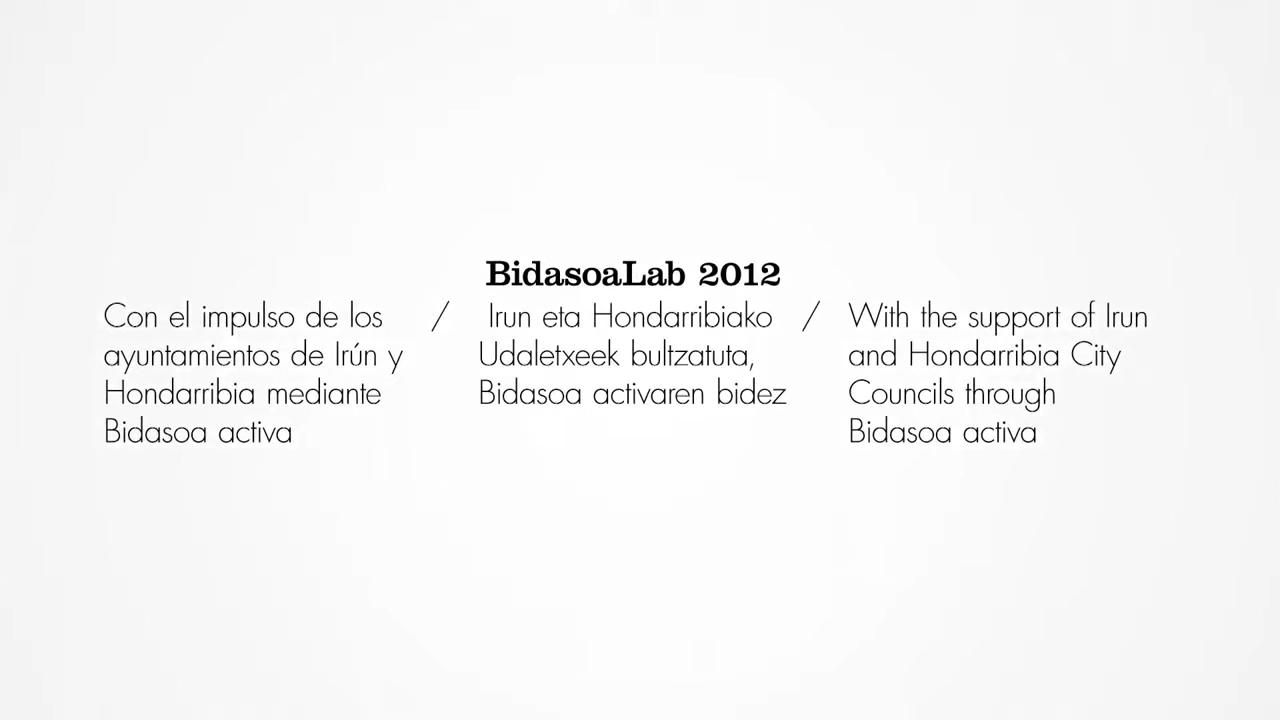 BidasoaLab 2012
Con el impulso de los
ayuntamientos de Irún y
Hondarribia mediante
Bidasoa activa
/
Irun eta Hondarribiako
Udaletxeek bultzatuta,
Bidasoa activaren bidez
/
With the support of Irun
and Hondarribia City
Councils through
Bidasoa activa